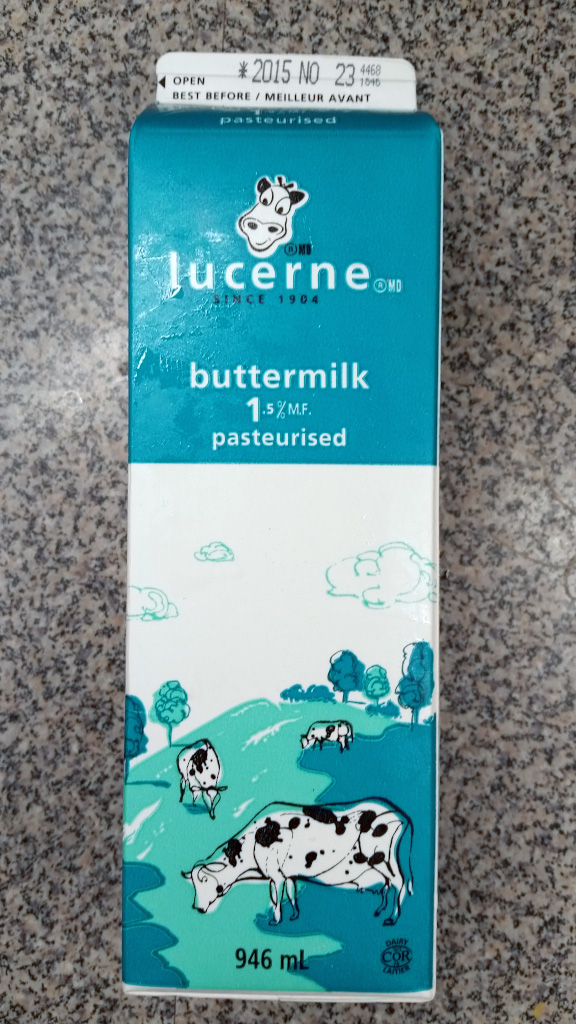 OPEN
*2015 NO 23 4468
BEST BEFORE / MEILLEUR AVANT
pasteurised
®MD
lucerne®MD
SINCE 1904
buttermilk
1.5% M.F.
pasteurised
946 mL
DAIRY
COR
LAITIER